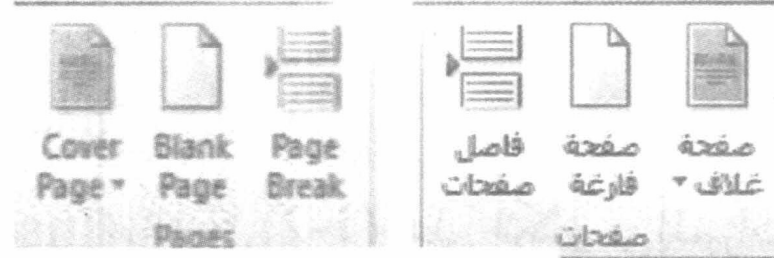 Cover Page
Blank Page
Page Break
Pages
صفحة غلاف
صفحة فارغة
فاصل صفحات
صفحات